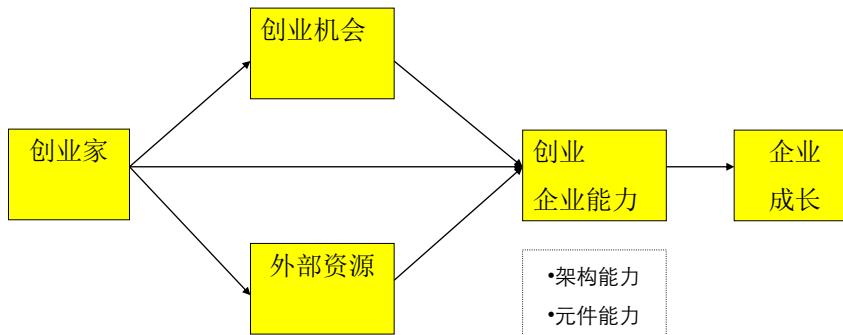 创业机会
创业家
创业
企业能力
企业
成长
外部资源
•架构能力
•元件能力